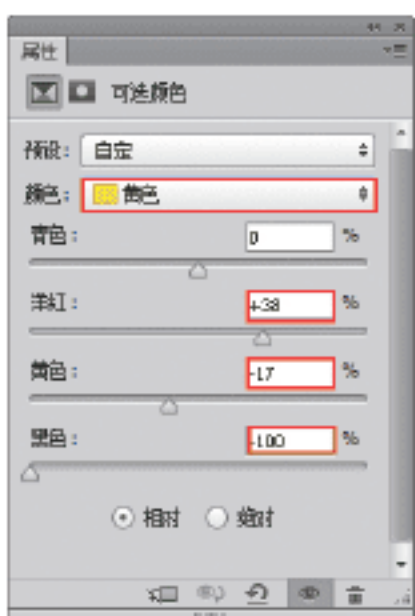 属性
可选颜色
预设: 自定
颜色: 黄色
青色: 0 %
洋红: +38 %
黄色: -17 %
黑色: -100 %
相对 绝对